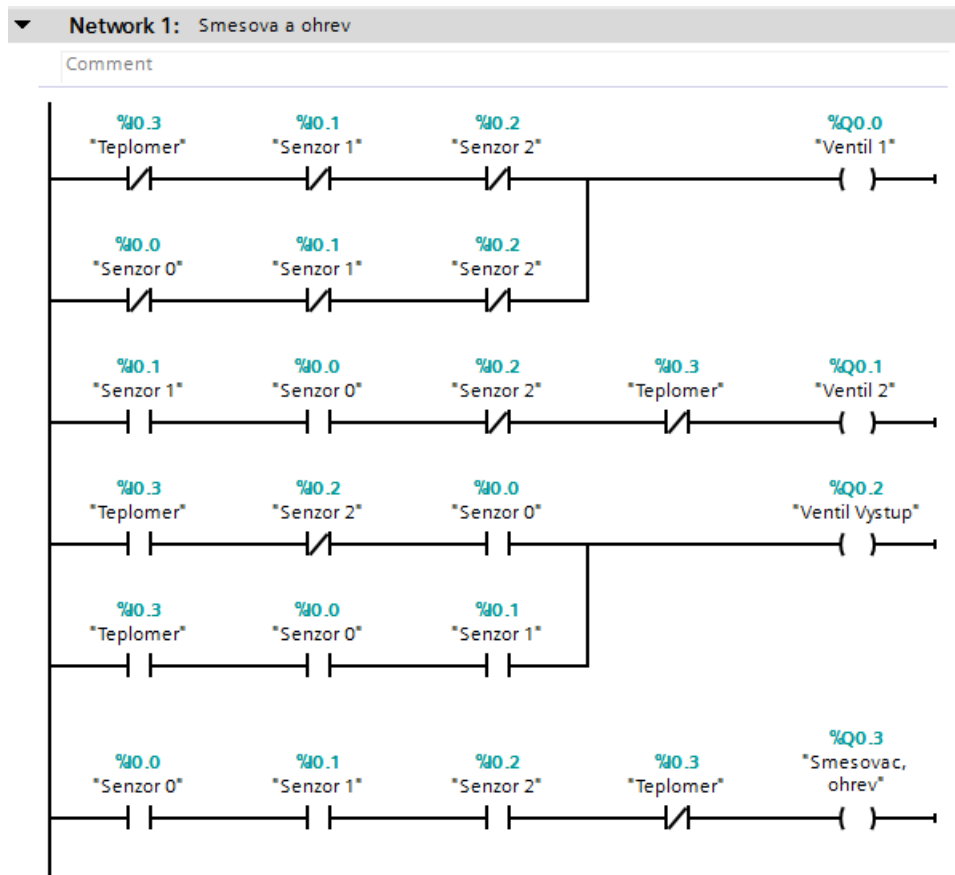 Network 1: Smesova a ohrev
Comment
%I0.3 %I0.1 %I0.2 %Q0.0
"Teplomer" "Senzor 1" "Senzor 2" "Ventil 1"
%I0.0 %I0.1 %I0.2
"Senzor 0" "Senzor 1" "Senzor 2"
%I0.1 %I0.0 %I0.2 %I0.3 %Q0.1
"Senzor 1" "Senzor 0" "Senzor 2" "Teplomer" "Ventil 2"
%I0.3 %I0.2 %I0.0 %Q0.2
"Teplomer" "Senzor 2" "Senzor 0" "Ventil Vystup"
%I0.3 %I0.0 %I0.1
"Teplomer" "Senzor 0" "Senzor 1"
%Q0.3
%I0.0 %I0.1 %I0.2 %I0.3 "Smesovac,
"Senzor 0" "Senzor 1" "Senzor 2" "Teplomer" ohrev"